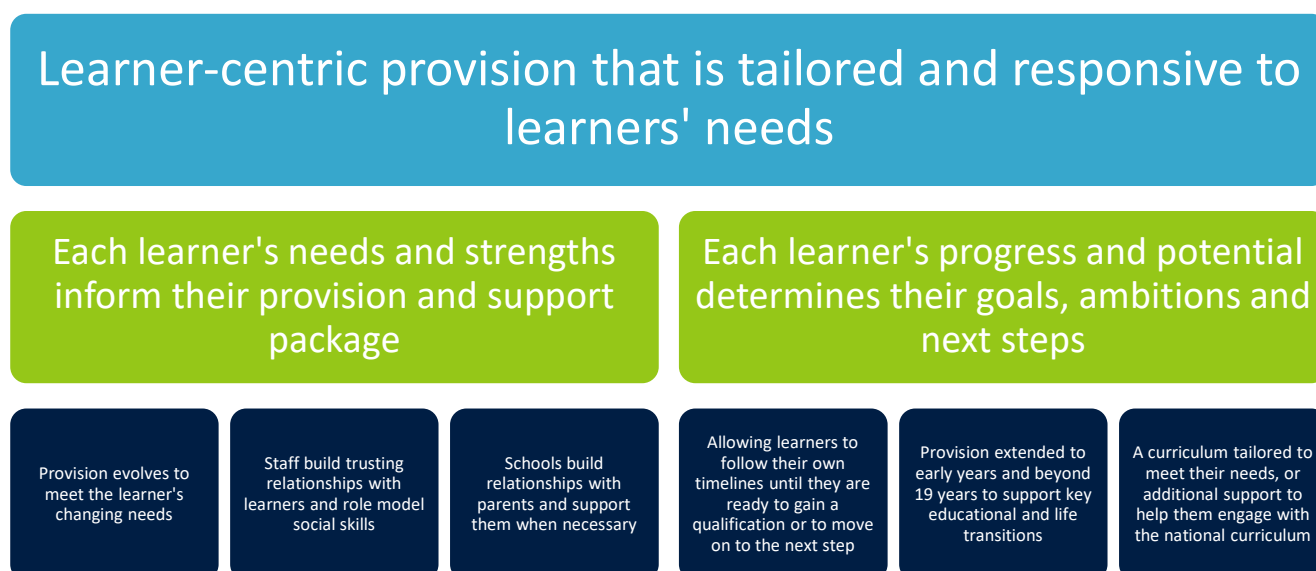 Learner-centric provision that is tailored and responsive to
learners' needs
Each learner's needs and strengths
inform their provision and support
package
Each learner's progress and potential
determines their goals, ambitions and
next steps
Provision evolves to
meet the learner's
changing needs
Staff build trusting
relationships with
learners and role model
social skills
Schools build
relationships with
parents and support
them when necessary
Allowing learners to
follow their own
timelines until they are
ready to gain a
qualification or to move
on to the next step
Provision extended to
early years and beyond
19 years to support key
educational and life
transitions
A curriculum tailored to
meet their needs, or
additional support to
help them engage with
the national curriculum